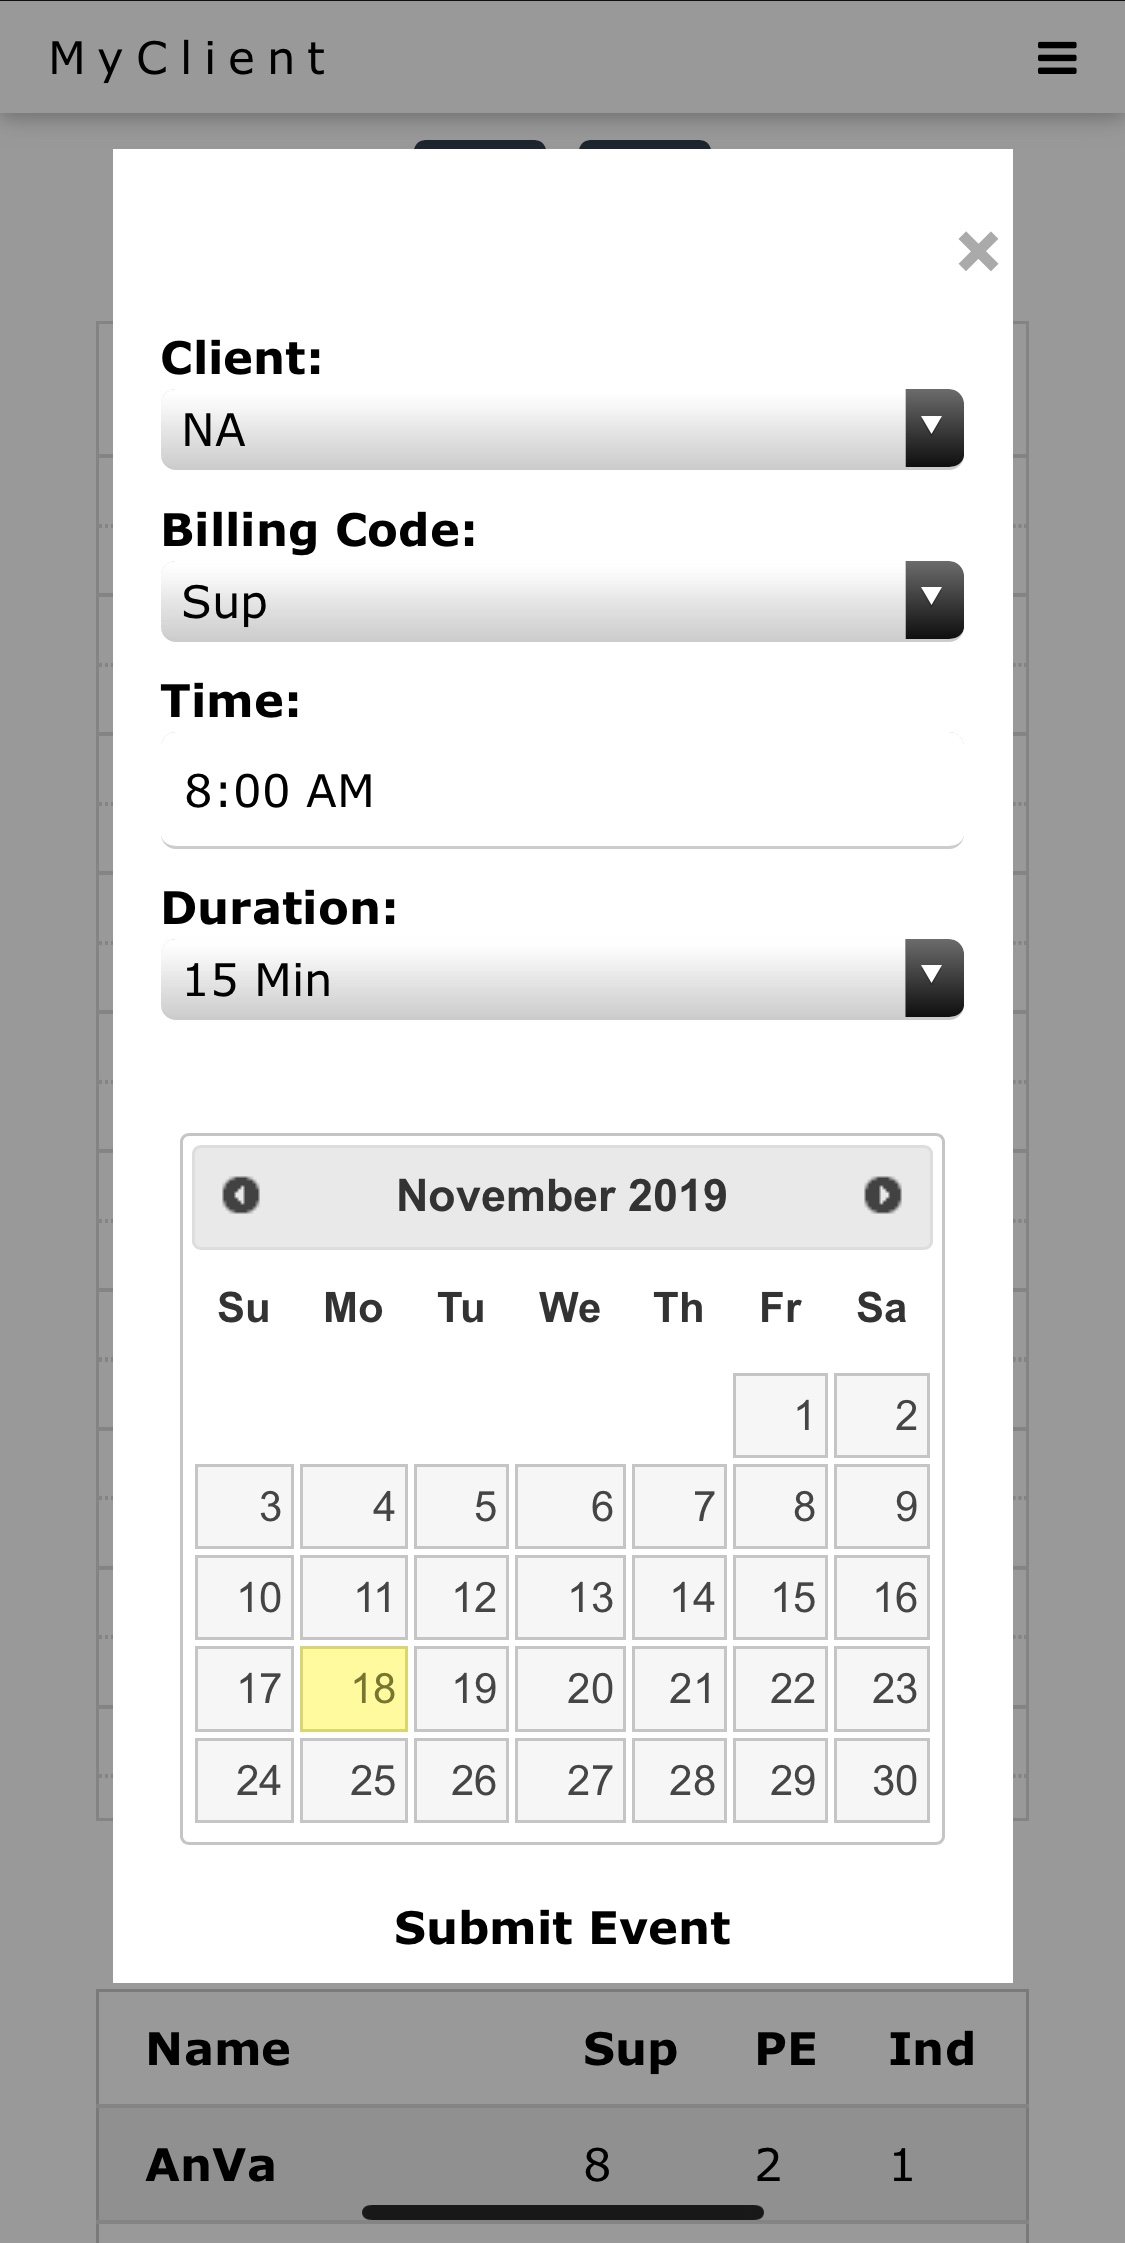 MyClient
Client:
NA
Billing Code:
Sup
Time:
8:00 AM
Duration:
15 Min
November 2019
Su Mo Tu We Th Fr Sa
1 2
3 4 5 6 7 8 9
10 11 12 13 14 15 16
17 18 19 20 21 22 23
24 25 26 27 28 29 30
Submit Event
Name Sup PE Ind
AnVa 8 2 1